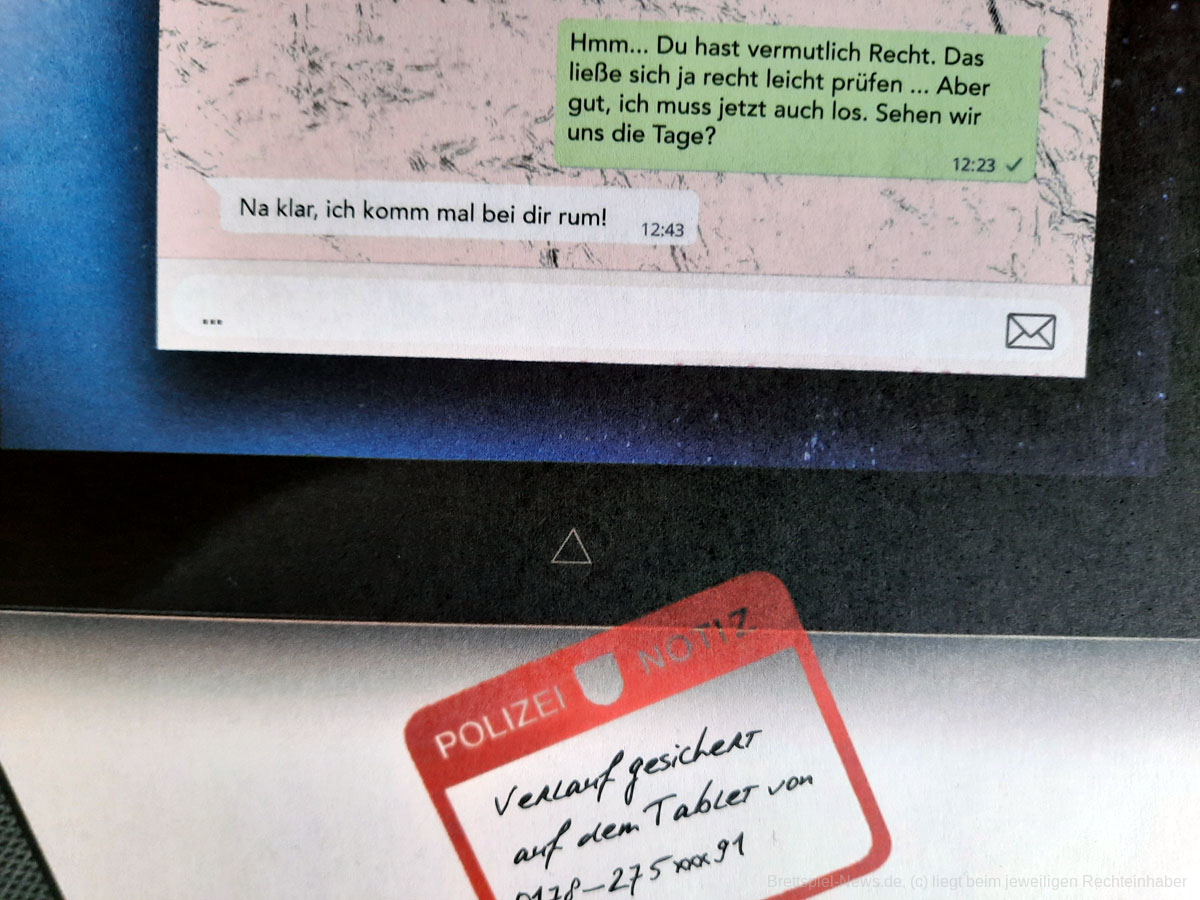 Hmm... Du hast vermutlich Recht. Das
ließe sich ja recht leicht prüfen ... Aber
gut, ich muss jetzt auch los. Sehen wir
uns die Tage?
12:23 ✓
Na klar, ich komm mal bei dir rum!
12:43
...
POLIZEI NOTIZ
Verlauf gesichert
auf dem Tablet von
0178-275xxx91
Brettspiel-News.de, (c) liegt beim jeweiligen Rechteinhaber